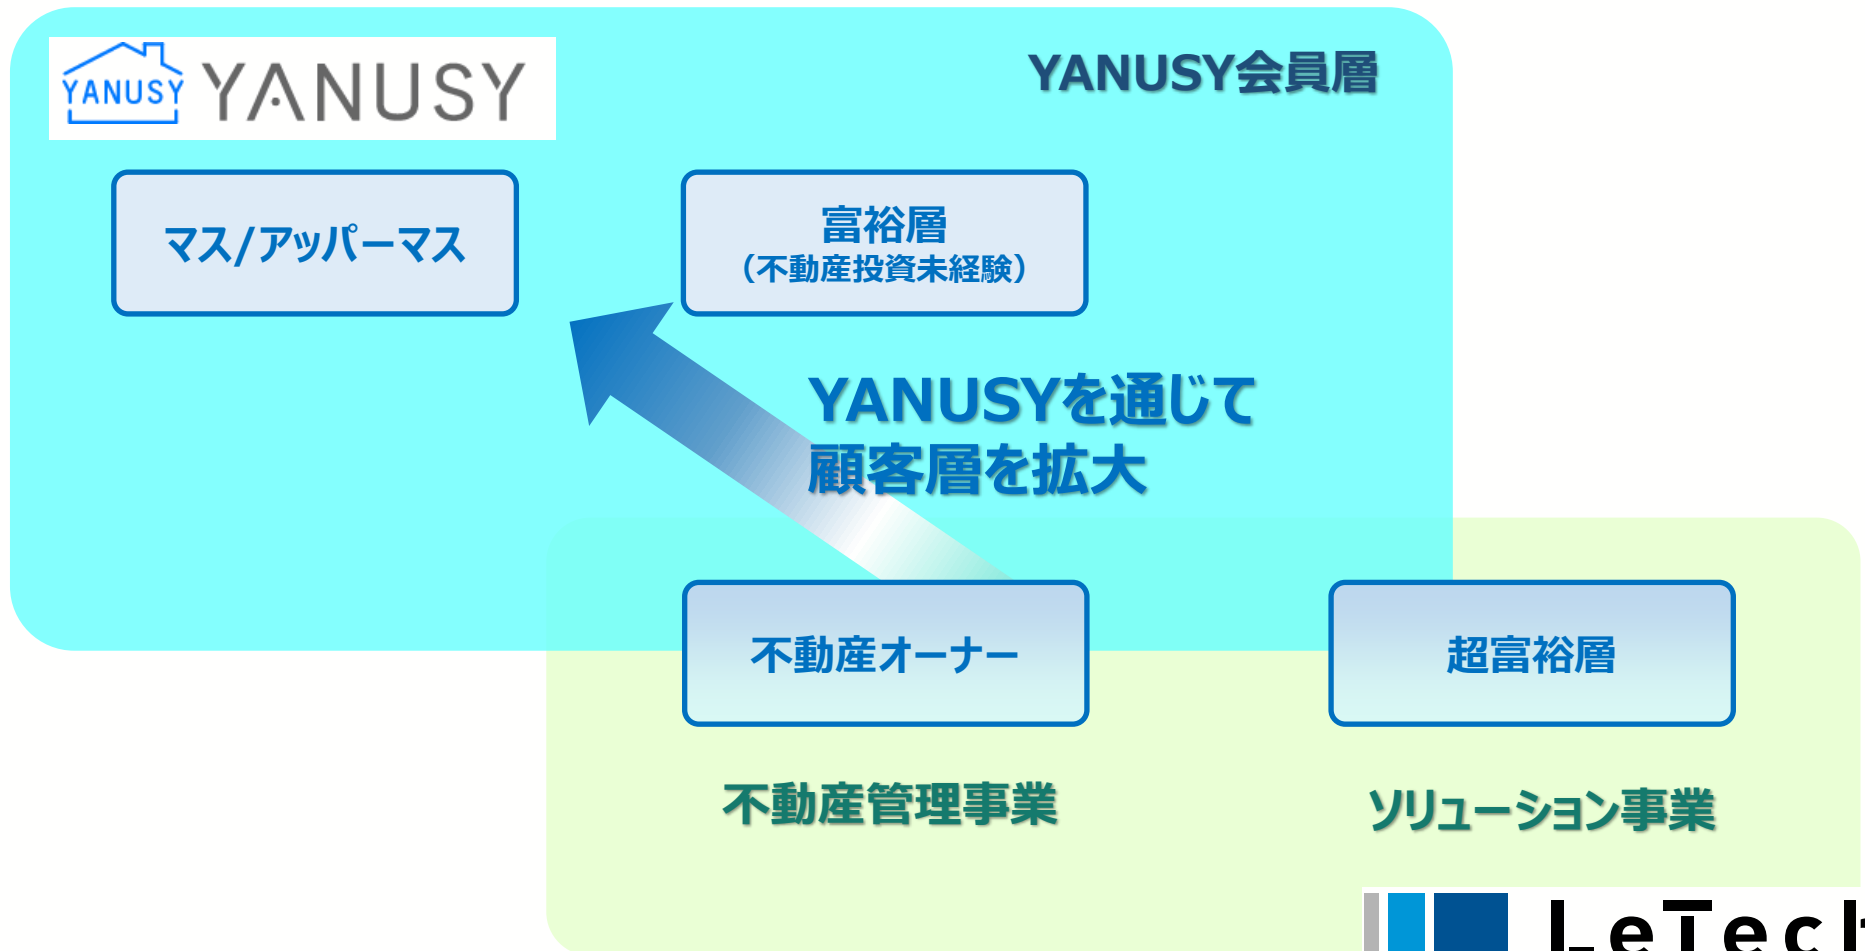 YANUSY YANUSY
YANUSY会員層
マス/アッパーマス
富裕層
（不動産投資未経験）
YANUSYを通じて
顧客層を拡大
不動産オーナー
超富裕層
不動産管理事業
ソリューション事業
LeTech